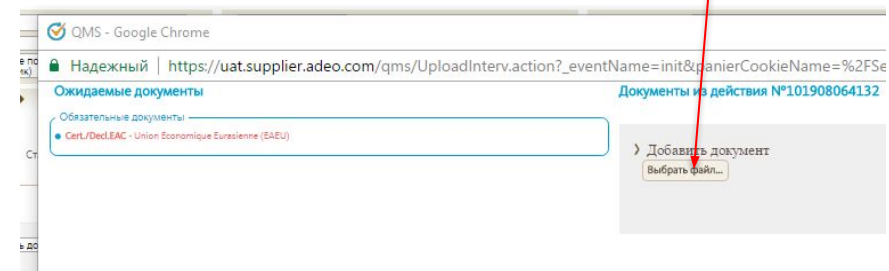 QMS - Google Chrome
Надежный | https://uat.supplier.adeo.com/qms/UploadInterv.action?_eventName=init&panierCookieName=%2FSe
Ожидаемые документы
Документы из действия №101908064132
Обязательные документы
Cert./Decl.EAC - Union Economique Eurasienne (EAEU)
Добавить документ
Выбрать файл...